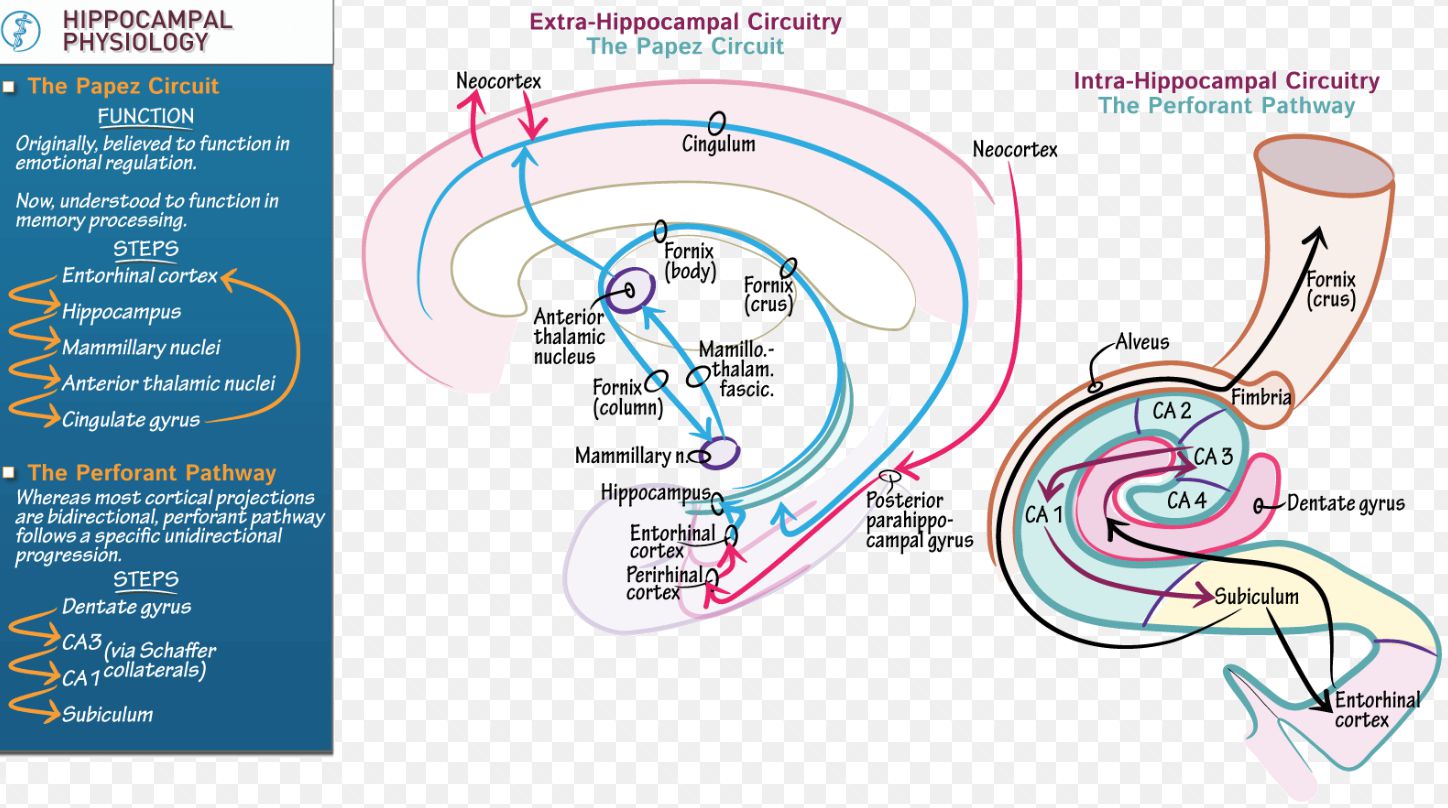 HIPPOCAMPAL
PHYSIOLOGY
The Papez Circuit
FUNCTION
Originally, believed to function in
emotional regulation.
Now, understood to function in
memory processing.
STEPS
Entorhinal cortex
Hippocampus
Mammillary nuclei
Anterior thalamic nuclei
Cingulate gyrus
The Perforant Pathway
Whereas most cortical projections
are bidirectional, perforant pathway
follows a specific unidirectional
progression.
STEPS
Dentate gyrus
CA3
(via Schaffer
collaterals)
CA1
Subiculum
Extra-Hippocampal Circuitry
The Papez Circuit
Neocortex
Cingulum
Neocortex
Fornix
(body)
Fornix
(crus)
Anterior
thalamic
nucleus
Mamillo.-
thalam.
fascic.
Fornix
(column)
Mammillary n.
Hippocampus
Entorhinal
cortex
Perirhinal
cortex
Posterior
parahippo-
campal gyrus
Intra-Hippocampal Circuitry
The Perforant Pathway
Fornix
(crus)
Alveus
Fimbria
CA 2
CA 3
CA 4
CA 1
Dentate gyrus
Subiculum
Entorhinal
cortex